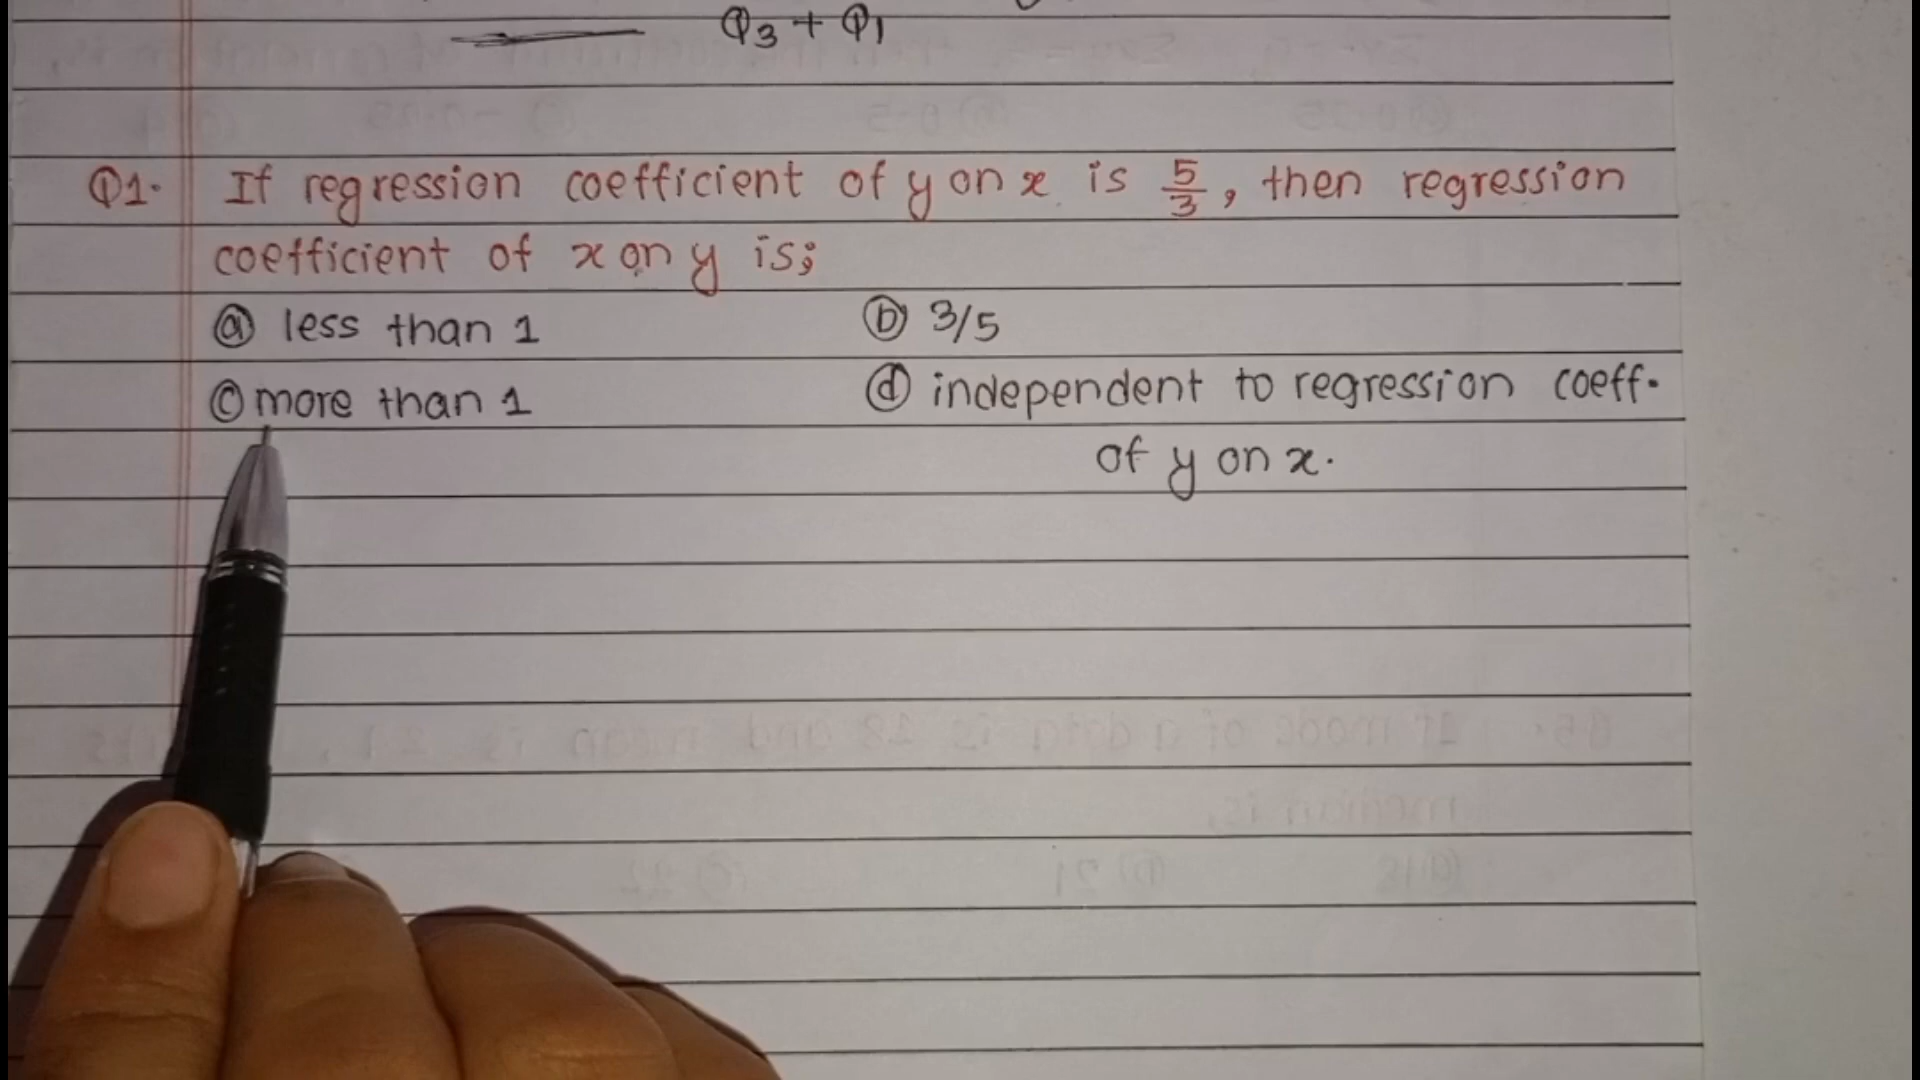 Q3 + Q1
Q1. If regression coefficient of y on x is 5/3, then regression
coefficient of x on y is;
ⓐ less than 1 ⓑ 3/5
ⓒ more than 1 ⓓ independent to regression coeff.
of y on x.